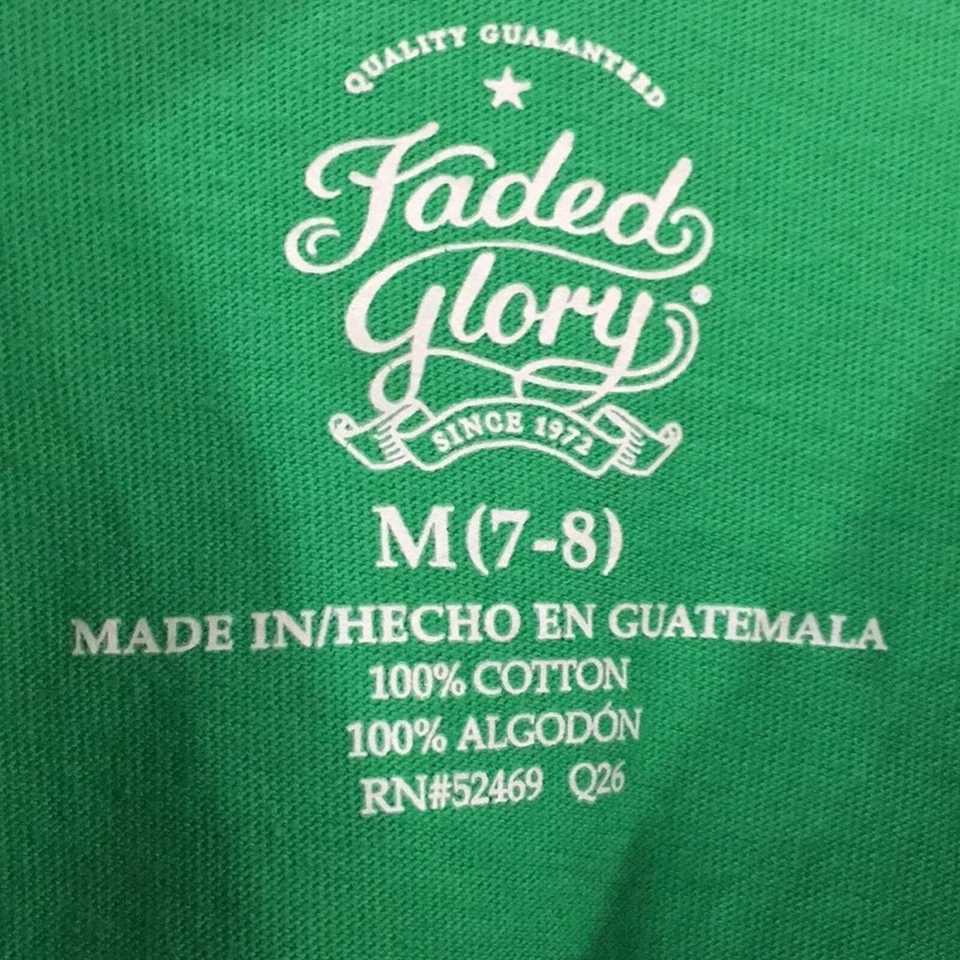 QUALITY GUARANTEED
Faded
Glory
SINCE 1972
M (7-8)
MADE IN/HECHO EN GUATEMALA
100% COTTON
100% ALGODÓN
RN#52469 Q26